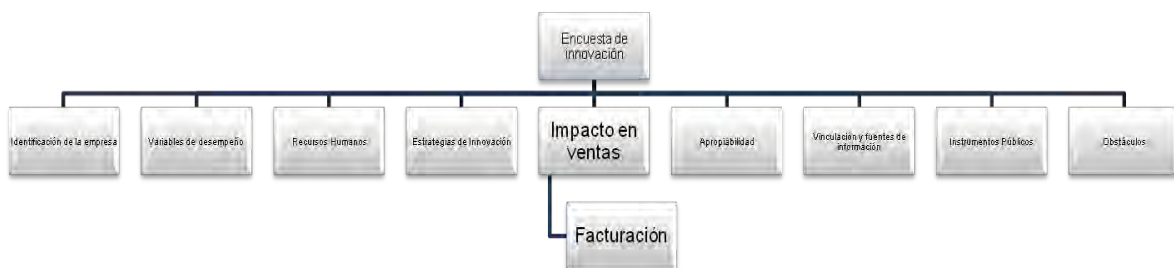 Encuesta de
innovación
Identificación de la empresa
Variables de desempeño
Recursos Humanos
Estrategias de Innovación
Impacto en
ventas
Apropiabilidad
Vinculación y fuentes de
información
Instrumentos Públicos
Obstáculos
Facturación